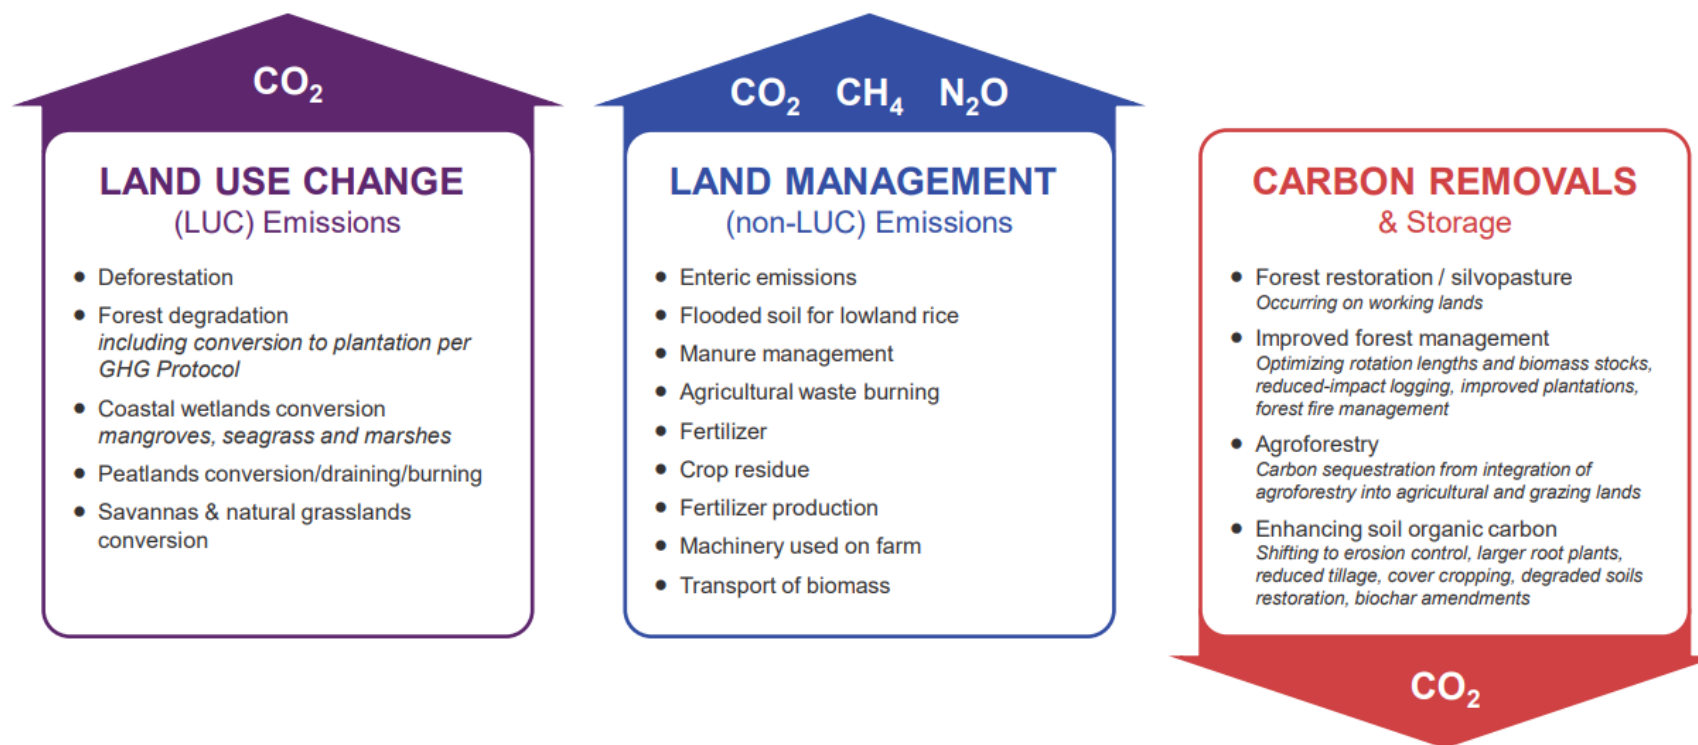 CO₂
LAND USE CHANGE
(LUC) Emissions
● Deforestation
● Forest degradation
including conversion to plantation per
GHG Protocol
● Coastal wetlands conversion
mangroves, seagrass and marshes
● Peatlands conversion/draining/burning
● Savannas & natural grasslands
conversion
CO₂ CH₄ N₂O
LAND MANAGEMENT
(non-LUC) Emissions
● Enteric emissions
● Flooded soil for lowland rice
● Manure management
● Agricultural waste burning
● Fertilizer
● Crop residue
● Fertilizer production
● Machinery used on farm
● Transport of biomass
CARBON REMOVALS
& Storage
● Forest restoration / silvopasture
Occurring on working lands
● Improved forest management
Optimizing rotation lengths and biomass stocks,
reduced-impact logging, improved plantations,
forest fire management
● Agroforestry
Carbon sequestration from integration of
agroforestry into agricultural and grazing lands
● Enhancing soil organic carbon
Shifting to erosion control, larger root plants,
reduced tillage, cover cropping, degraded soils
restoration, biochar amendments
CO₂